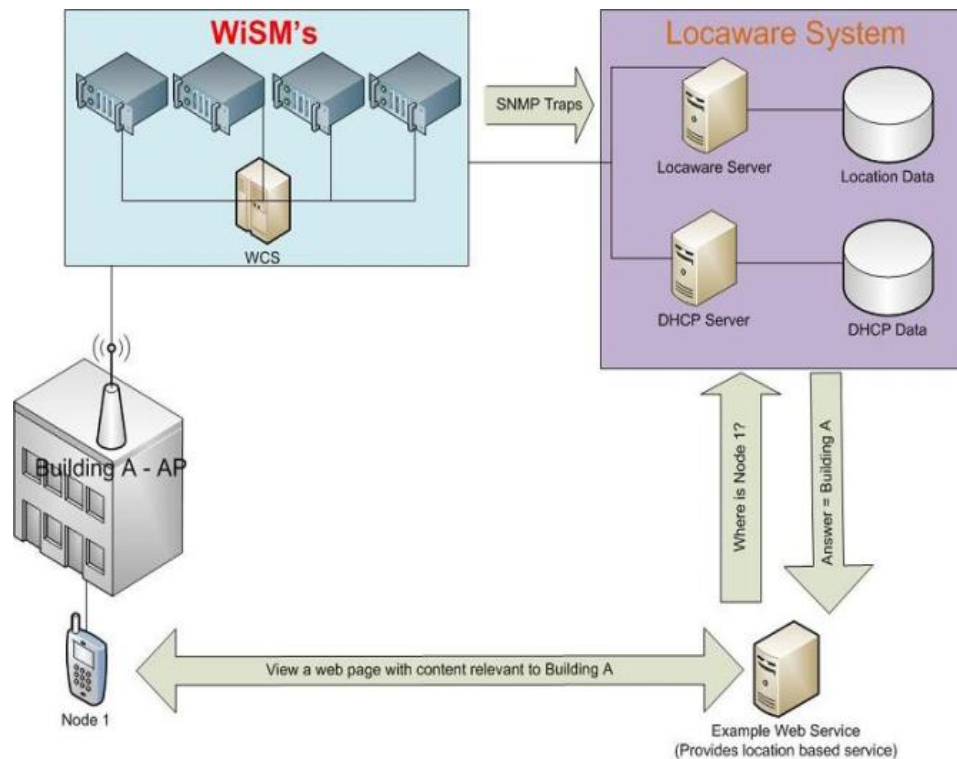 WiSM's
WCS
SNMP Traps
Locaware System
Locaware Server
Location Data
DHCP Server
DHCP Data
Building A - AP
Node 1
Where is Node 1?
Answer = Building A
View a web page with content relevant to Building A
Example Web Service
(Provides location based service)